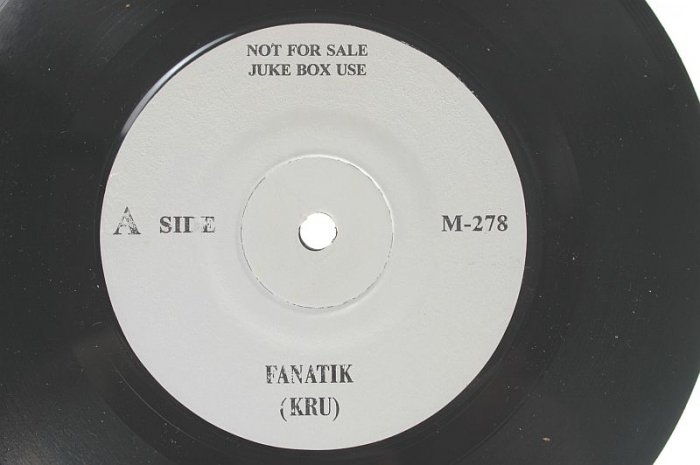 NOT FOR SALE
JUKE BOX USE
A SIDE
M-278
FANATIK
(KRU)